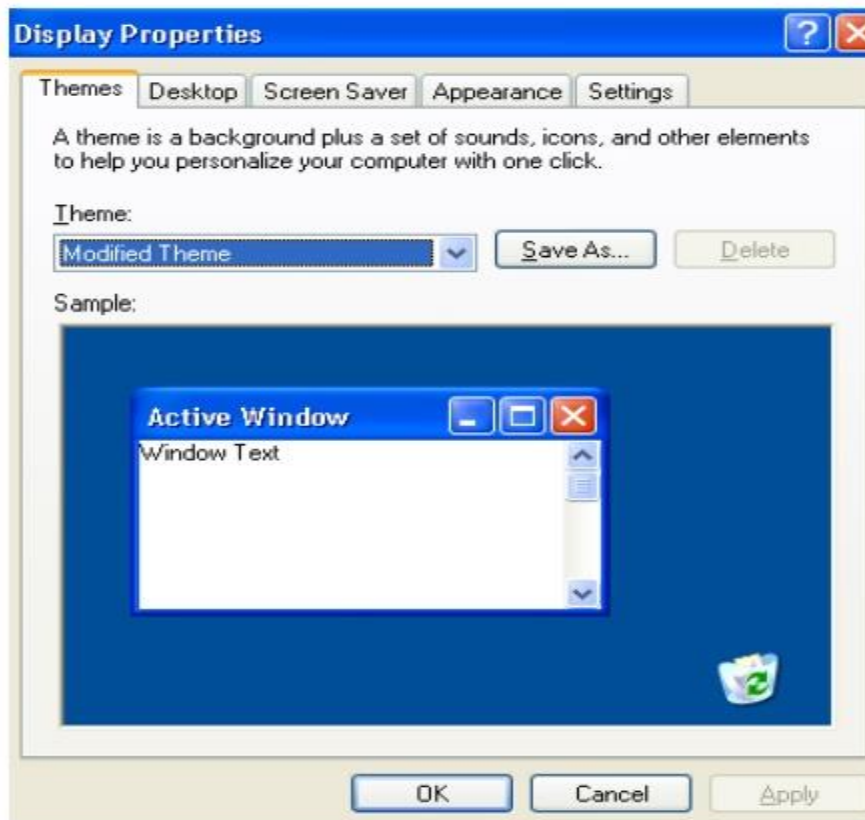 Display Properties
Themes Desktop Screen Saver Appearance Settings
A theme is a background plus a set of sounds, icons, and other elements
to help you personalize your computer with one click.
Theme:
Modified Theme Save As... Delete
Sample:
Active Window
Window Text
OK Cancel Apply